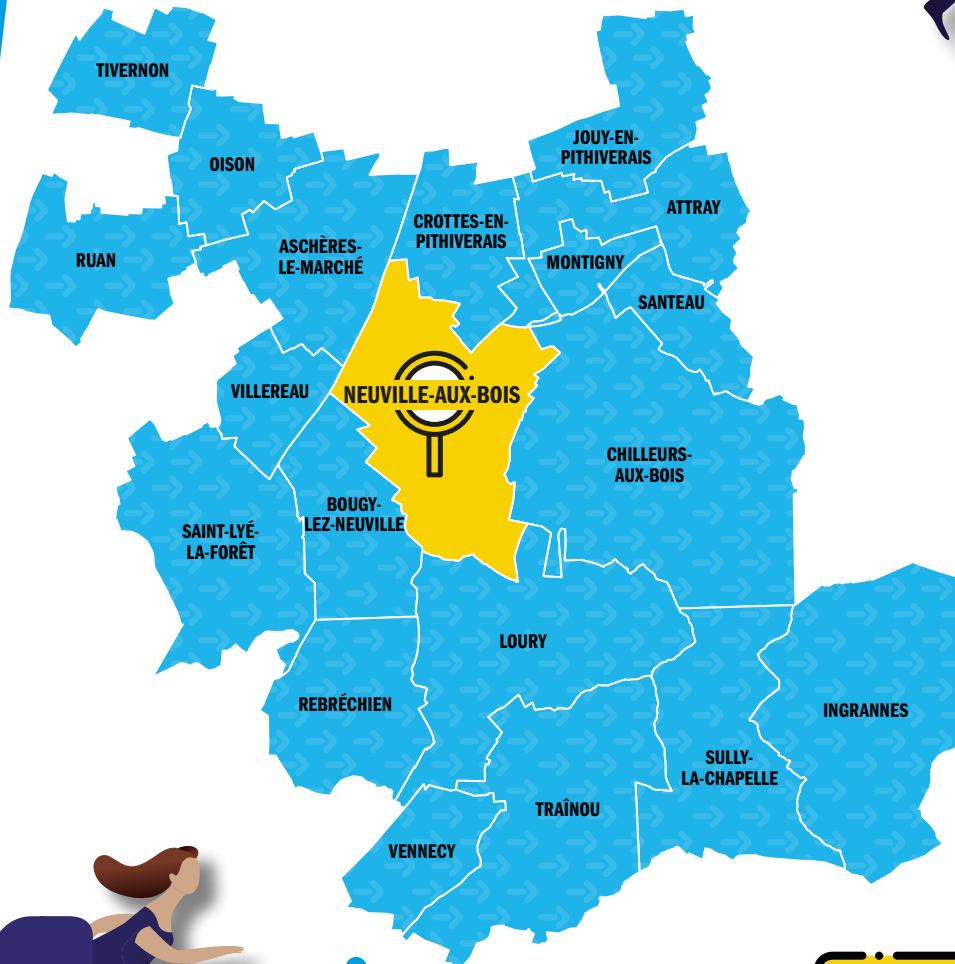 TIVERNON
JOUY-EN-
PITHIVERAIS
OISON
ATTRAY
CROTTES-EN-
PITHIVERAIS
ASCHÈRES-
LE-MARCHÉ
RUAN
MONTIGNY
SANTEAU
VILLEREAU
NEUVILLE-AUX-BOIS
CHILLEURS-
AUX-BOIS
BOUGY-
LEZ-NEUVILLE
SAINT-LYÉ-
LA-FORÊT
LOURY
REBRÉCHIEN
INGRANNES
SULLY-
LA-CHAPELLE
TRAÎNOU
VENNECY